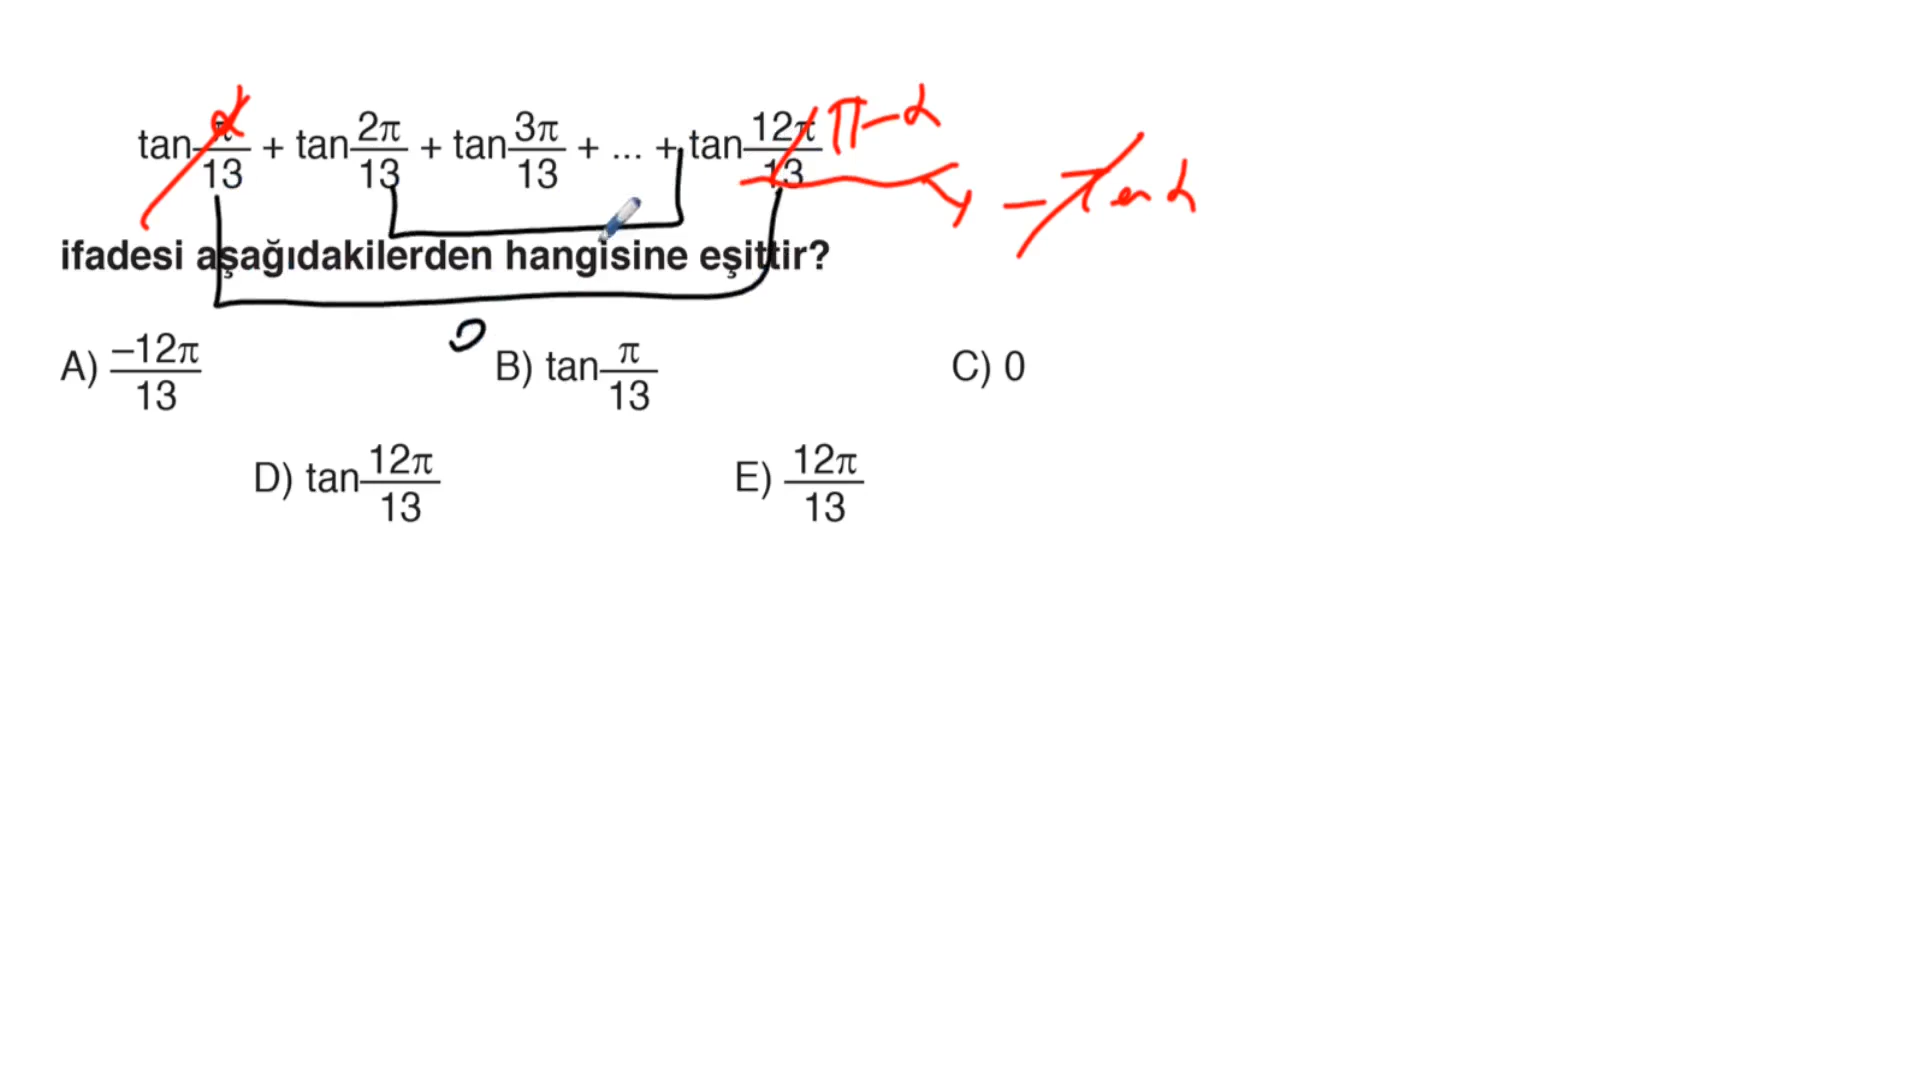 tan π/13 + tan 2π/13 + tan 3π/13 + ... + tan 12π/13
α
π-α
-Tan α
ifadesi aşağıdakilerden hangisine eşittir?
0
A) –12π/13 B) tan π/13 C) 0
D) tan 12π/13 E) 12π/13